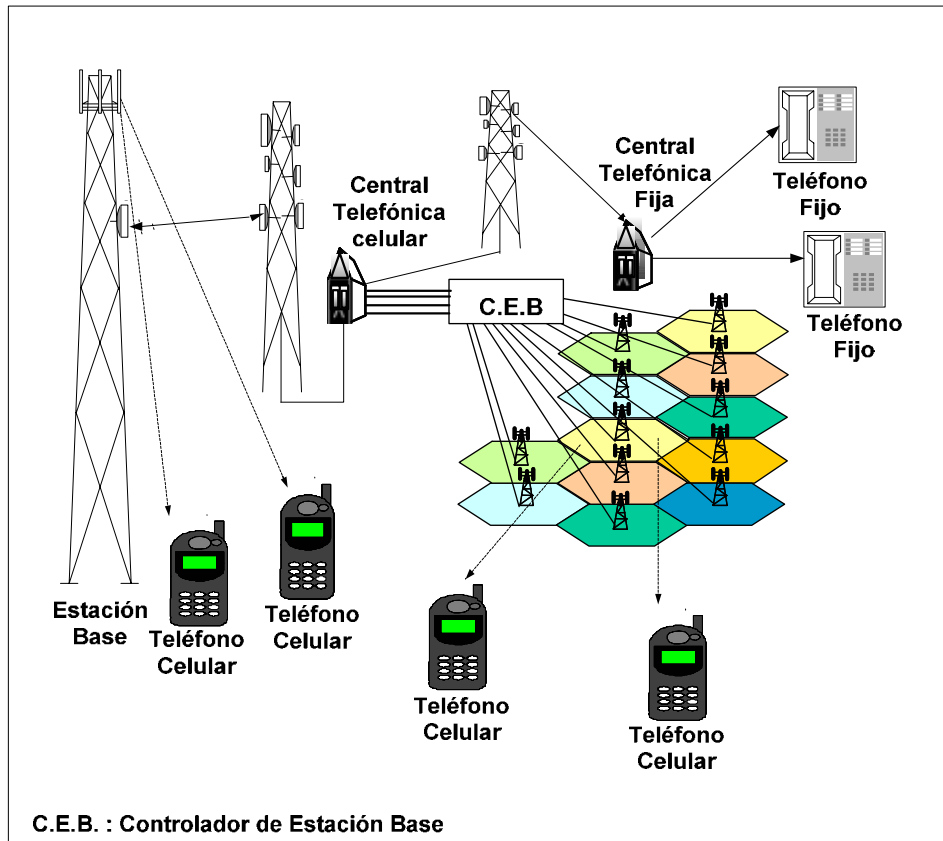 Central
Telefónica
celular
Central
Telefónica
Fija
Teléfono
Fijo
Teléfono
Fijo
C.E.B
Estación
Base
Teléfono
Celular
Teléfono
Celular
Teléfono
Celular
Teléfono
Celular
C.E.B. : Controlador de Estación Base